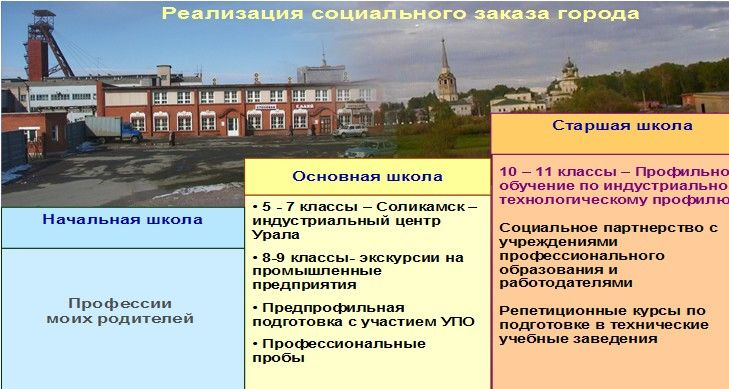 Реализация социального заказа города
Начальная школа
Профессии
моих родителей
Основная школа
• 5 - 7 классы – Соликамск –
индустриальный центр
Урала
• 8-9 классы- экскурсии на
промышленные
предприятия
• Предпрофильная
подготовка с участием УПО
• Профессиональные
пробы
Старшая школа
10 – 11 классы – Профильно
обучение по индустриально
технологическому профилю
Социальное партнерство с
учреждениями
профессионального
образования и
работодателями
Репетиционные курсы по
подготовке в технические
учебные заведения